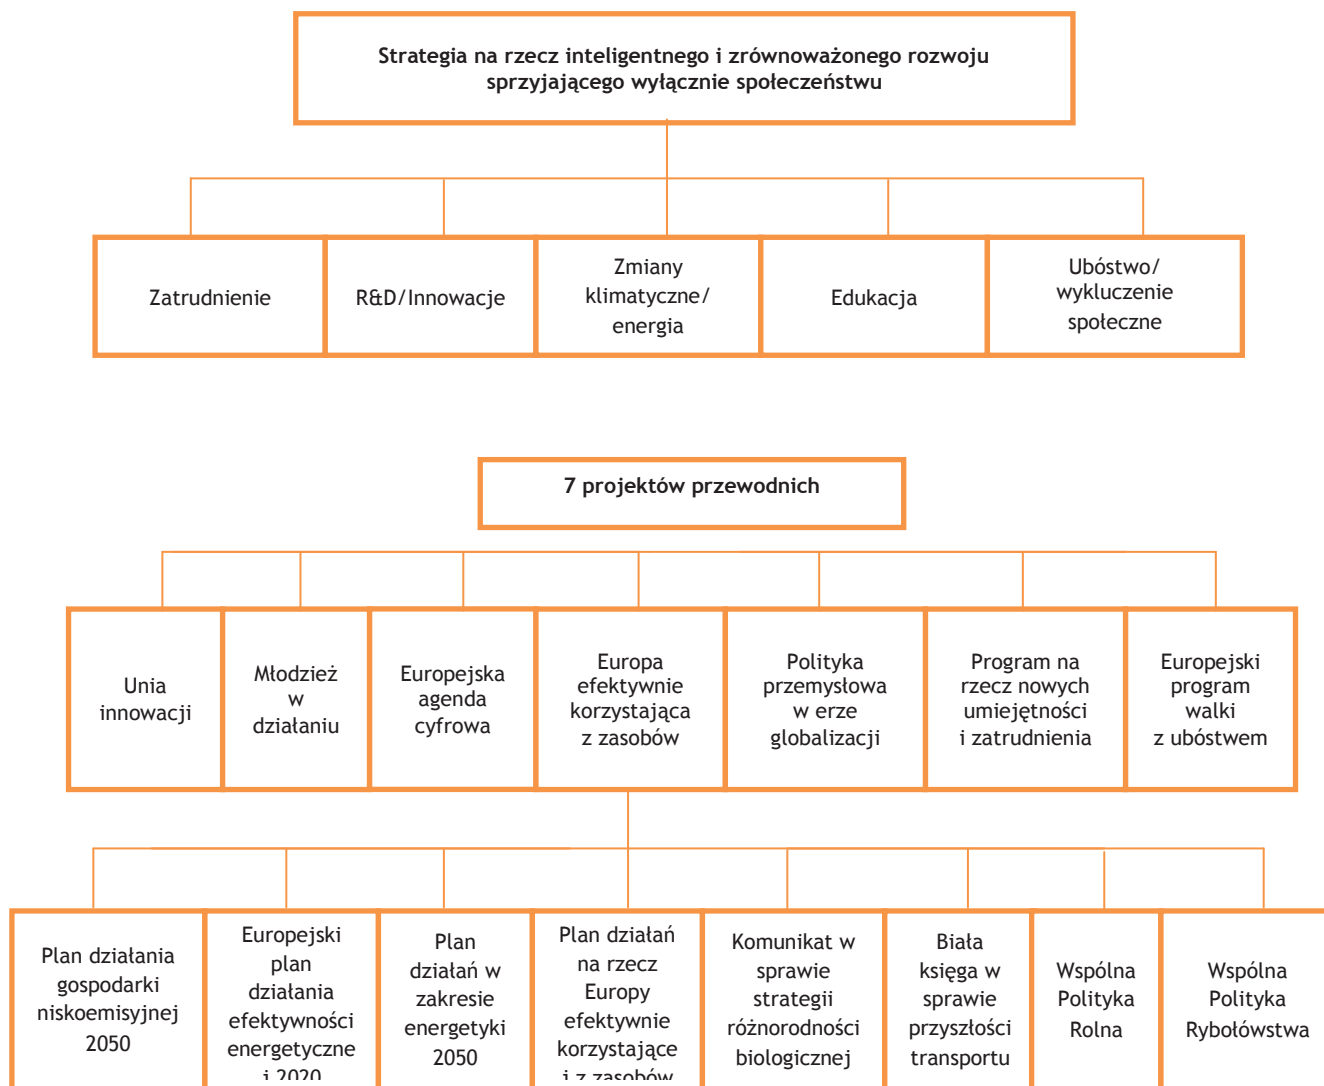 Strategia na rzecz inteligentnego i zrównoważonego rozwoju
sprzyjającego wyłącznie społeczeństwu
Zatrudnienie
R&D/Innowacje
Zmiany
klimatyczne/
energia
Edukacja
Ubóstwo/
wykluczenie
społeczne
7 projektów przewodnich
Unia
innowacji
Młodzież
w
działaniu
Europejska
agenda
cyfrowa
Europa
efektywnie
korzystająca
z zasobów
Polityka
przemysłowa
w erze
globalizacji
Program na
rzecz nowych
umiejętności
i zatrudnienia
Europejski
program
walki
z ubóstwem
Plan działania
gospodarki
niskoemisyjnej
2050
Europejski
plan
działania
efektywności
energetyczne
j 2020
Plan
działań w
zakresie
energetyki
2050
Plan działań
na rzecz
Europy
efektywnie
korzystające
j z zasobów
Komunikat w
sprawie
strategii
różnorodności
biologicznej
Biała
księga w
sprawie
przyszłości
transportu
Wspólna
Polityka
Rolna
Wspólna
Polityka
Rybołówstwa